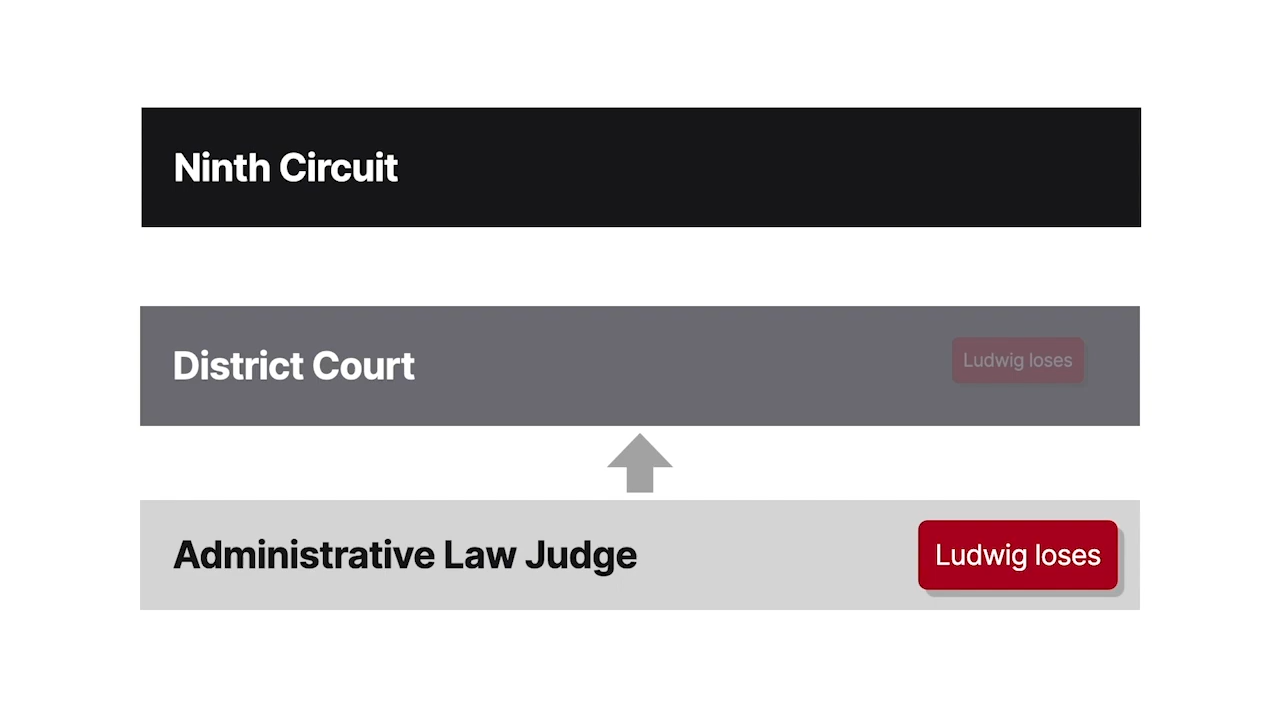 Ninth Circuit
District Court
Ludwig loses
Administrative Law Judge
Ludwig loses